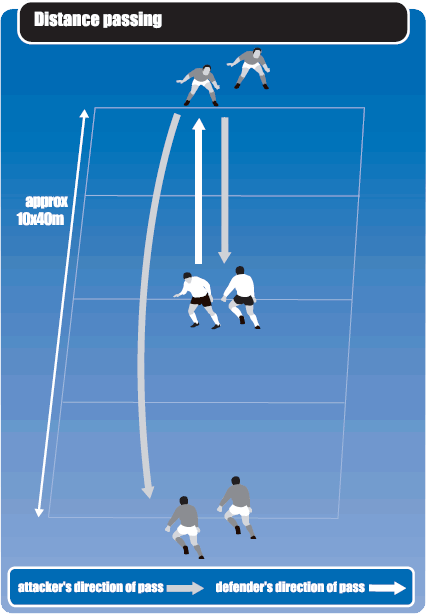 Distance passing
approx
10x40m
attacker's direction of pass
defender's direction of pass